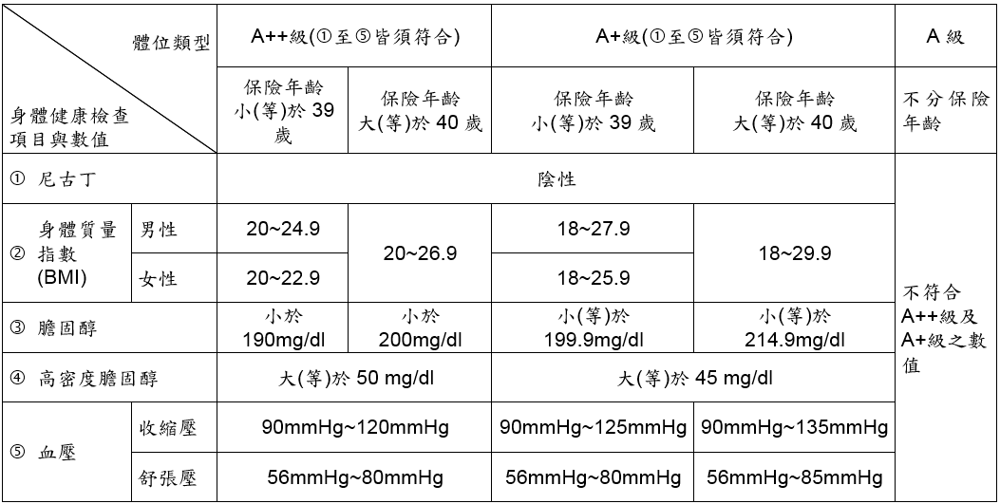 體位類型
身體健康檢查
項目與數值
A++級(①至⑤皆須符合)
A+級(①至⑤皆須符合)
A 級
保險年齡
小(等)於 39
歲
保險年齡
大(等)於 40 歲
保險年齡
小(等)於 39 歲
保險年齡
大(等)於 40 歲
不分保險
年齡
① 尼古丁
陰性
不符合
A++級及
A+級之數
值
② 身體質量
指數
(BMI)
男性
20~24.9
20~26.9
18~27.9
18~29.9
女性
20~22.9
18~25.9
③ 膽固醇
小於
190mg/dl
小於
200mg/dl
小(等)於
199.9mg/dl
小(等)於
214.9mg/dl
④ 高密度膽固醇
大(等)於 50 mg/dl
大(等)於 45 mg/dl
⑤ 血壓
收縮壓
90mmHg~120mmHg
90mmHg~125mmHg
90mmHg~135mmHg
舒張壓
56mmHg~80mmHg
56mmHg~80mmHg
56mmHg~85mmHg